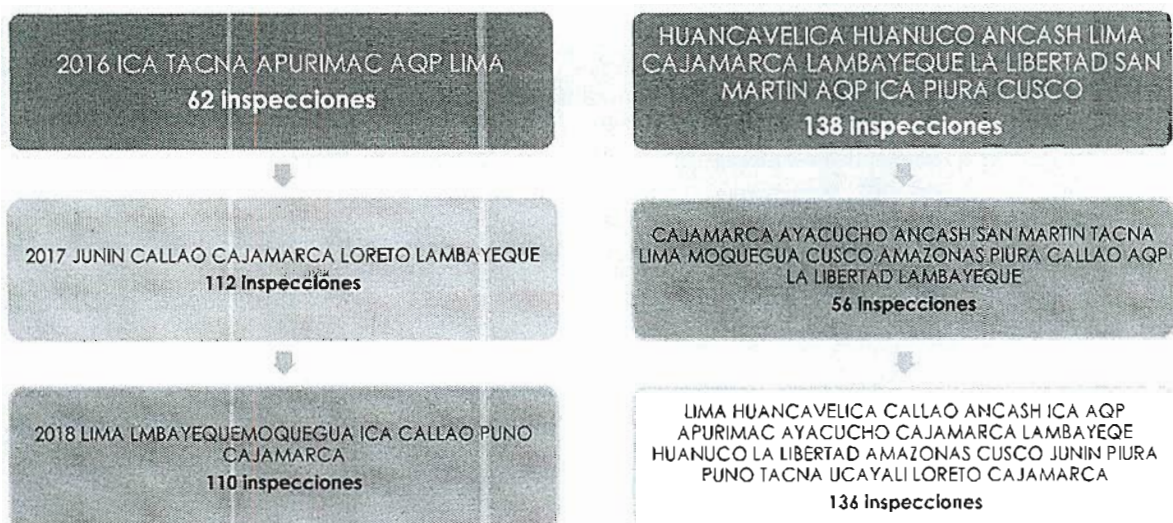 2016 ICA TACNA APURIMAC AQP LIMA
62 inspecciones
2017 JUNIN CALLAO CAJAMARCA LORETO LAMBAYEQUE
112 inspecciones
2018 LIMA LMBAYEQUEMOQUEGUA ICA CALLAO PUNO
CAJAMARCA
110 inspecciones
HUANCAVELICA HUANUCO ANCASH LIMA
CAJAMARCA LAMBAYEQUE LA LIBERTAD SAN
MARTIN AQP ICA PIURA CUSCO
138 inspecciones
CAJAMARCA AYACUCHO ANCASH SAN MARTIN TACNA
LIMA MOQUEGUA CUSCO AMAZONAS PIURA CALLAO AQP
LA LIBERTAD LAMBAYEQUE
56 inspecciones
LIMA HUANCAVELICA CALLAO ANCASH ICA AQP
APURIMAC AYACUCHO CAJAMARCA LAMBAYEQE
HUANUCO LA LIBERTAD AMAZONAS CUSCO JUNIN PIURA
PUNO TACNA UCAYALI LORETO CAJAMARCA
136 inspecciones